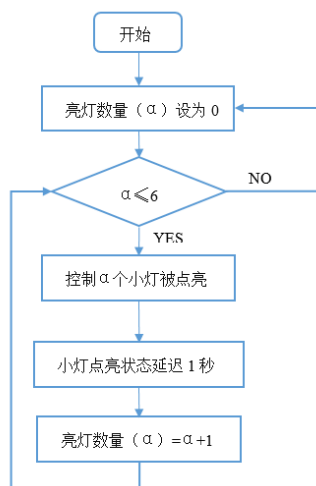 开始
亮灯数量（α）设为 0
α≤6
NO
YES
控制α个小灯被点亮
小灯点亮状态延迟 1 秒
亮灯数量（α）=α+1